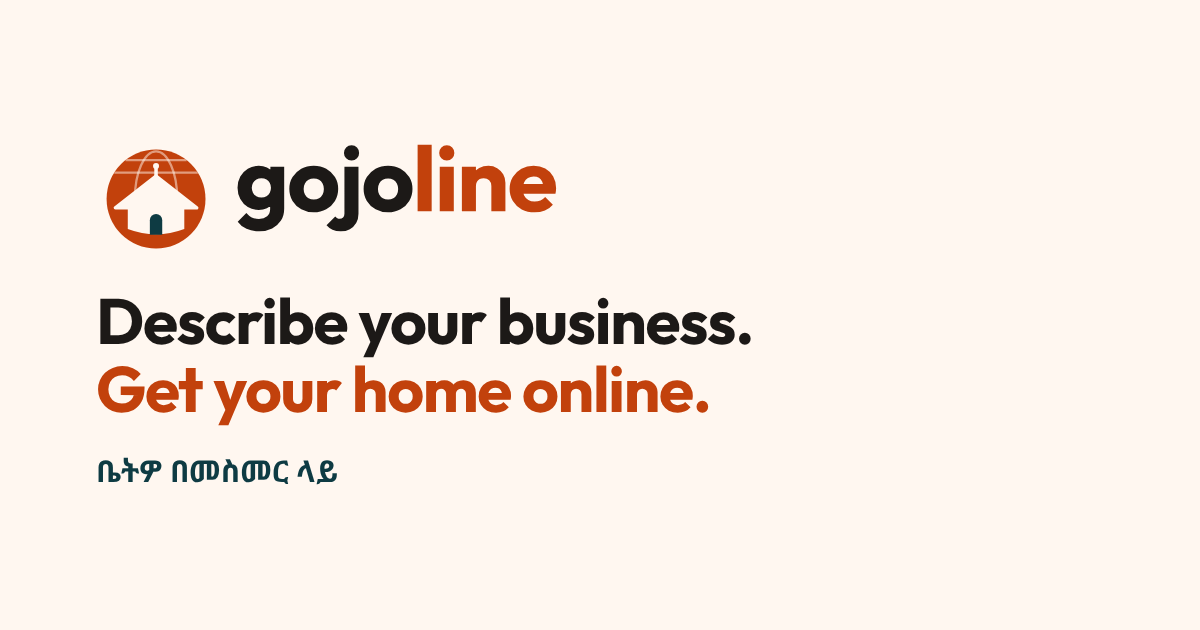 gojoline
Describe your business.
Get your home online.
ቤትዎ በመስመር ላይ